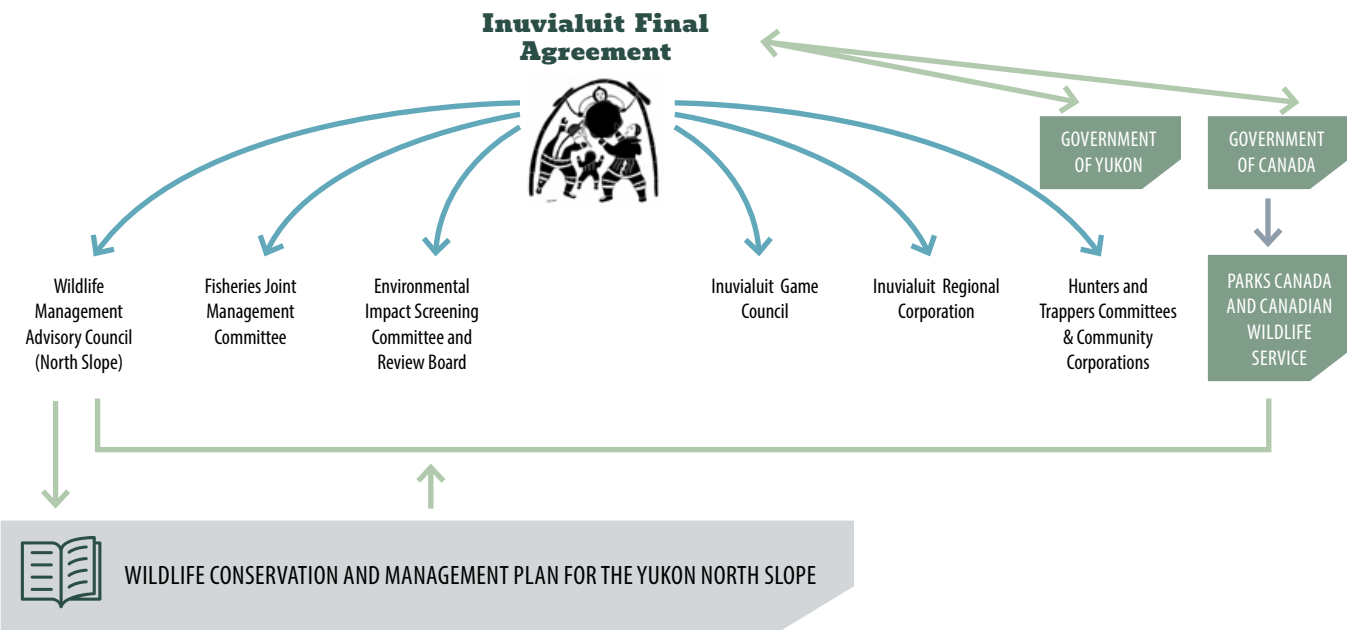 Inuvialuit Final
Agreement
GOVERNMENT
OF YUKON
GOVERNMENT
OF CANADA
Wildlife
Management
Advisory Council
(North Slope)
Fisheries Joint
Management
Committee
Environmental
Impact Screening
Committee and
Review Board
Inuvialuit Game
Council
Inuvialuit Regional
Corporation
Hunters and
Trappers Committees
& Community
Corporations
PARKS CANADA
AND CANADIAN
WILDLIFE
SERVICE
WILDLIFE CONSERVATION AND MANAGEMENT PLAN FOR THE YUKON NORTH SLOPE